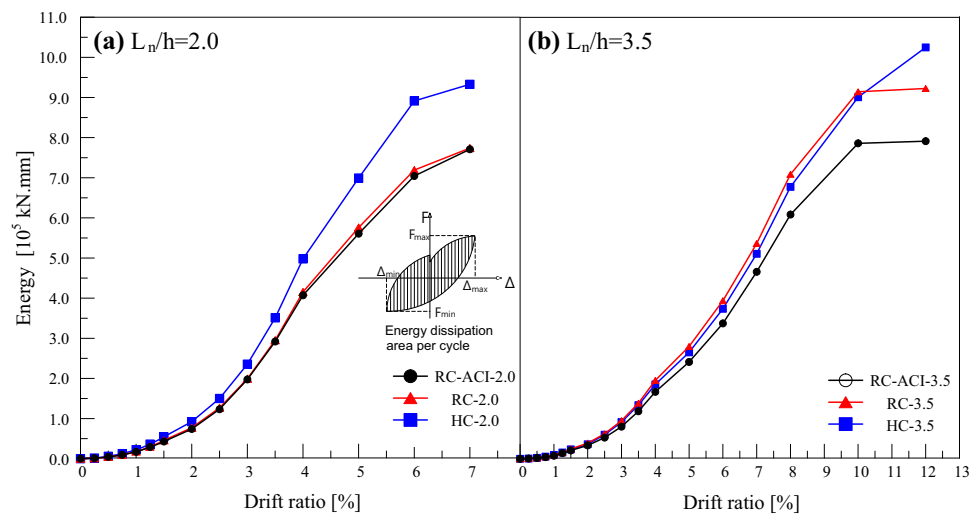 (a) Lₙ/h=2.0
(b) Lₙ/h=3.5
Energy [10⁵ kN.mm]
11.0
10.0
9.0
8.0
7.0
6.0
5.0
4.0
3.0
2.0
1.0
0.0
F
Fmax
Δmin
Δ
Δmax
Fmin
Energy dissipation
area per cycle
RC-ACI-2.0
RC-2.0
HC-2.0
RC-ACI-3.5
RC-3.5
HC-3.5
0 1 2 3 4 5 6 7
0 1 2 3 4 5 6 7 8 9 10 11 12 13
Drift ratio [%]
Drift ratio [%]